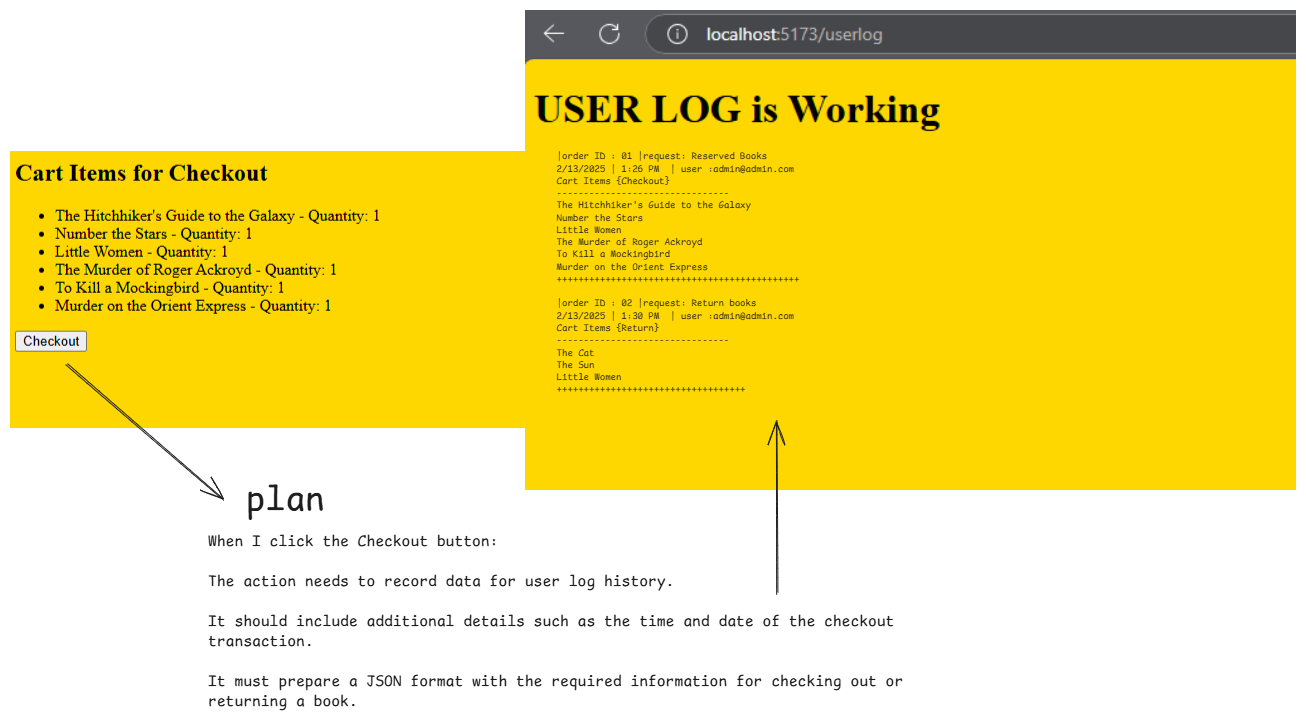 localhost:5173/userlog
USER LOG is Working
|order ID : 01 |request: Reserved Books
2/13/2025 | 1:26 PM | user :admin@admin.com
Cart Items {Checkout}
--------------------------------
The Hitchhiker's Guide to the Galaxy
Number the Stars
Little Women
The Murder of Roger Ackroyd
To Kill a Mockingbird
Murder on the Orient Express
+++++++++++++++++++++++++++++++++++++++++++++
|order ID : 02 |request: Return books
2/13/2025 | 1:30 PM | user :admin@admin.com
Cart Items {Return}
--------------------------------
The Cat
The Sun
Little Women
+++++++++++++++++++++++++++++++++++
Cart Items for Checkout
• The Hitchhiker's Guide to the Galaxy - Quantity: 1
• Number the Stars - Quantity: 1
• Little Women - Quantity: 1
• The Murder of Roger Ackroyd - Quantity: 1
• To Kill a Mockingbird - Quantity: 1
• Murder on the Orient Express - Quantity: 1
Checkout
plan
When I click the Checkout button:
The action needs to record data for user log history.
It should include additional details such as the time and date of the checkout
transaction.
It must prepare a JSON format with the required information for checking out or
returning a book.